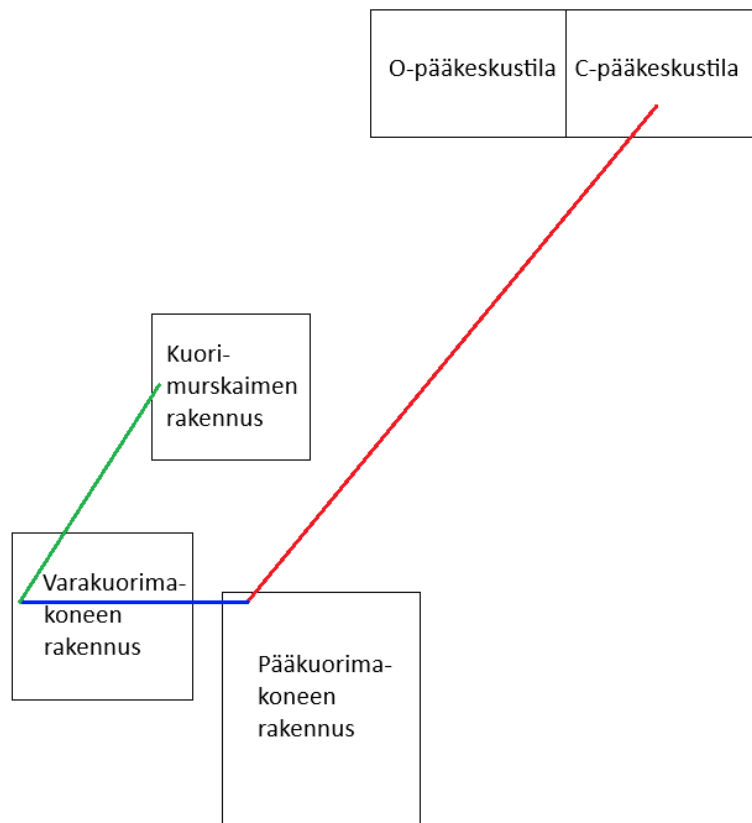 O-pääkeskustila
C-pääkeskustila
Kuori-
murskaimen
rakennus
Varakuorima-
koneen
rakennus
Pääkuorima-
koneen
rakennus